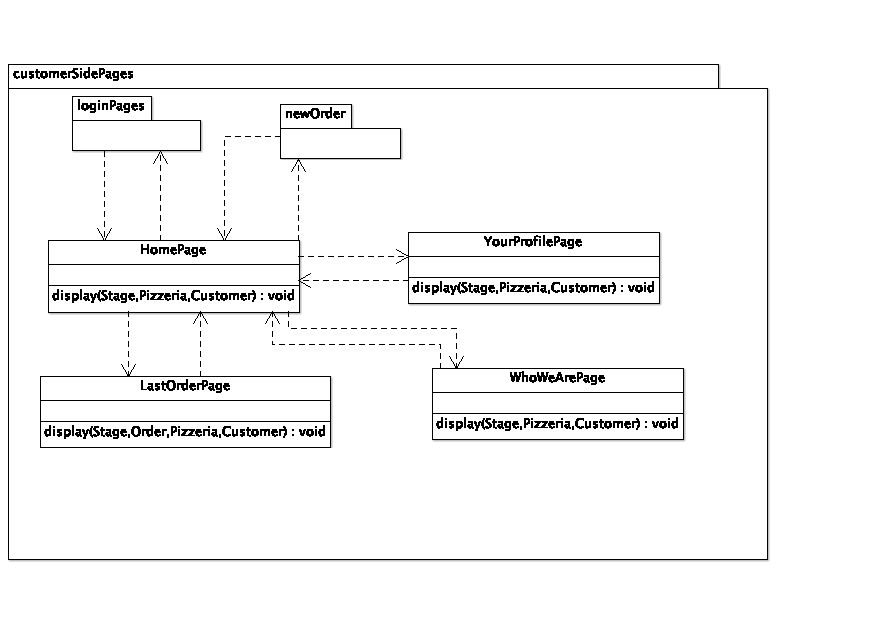 customerSidePages
loginPages
newOrder
HomePage
display(Stage,Pizzeria,Customer) : void
YourProfilePage
display(Stage,Pizzeria,Customer) : void
LastOrderPage
display(Stage,Order,Pizzeria,Customer) : void
WhoWeArePage
display(Stage,Pizzeria,Customer) : void